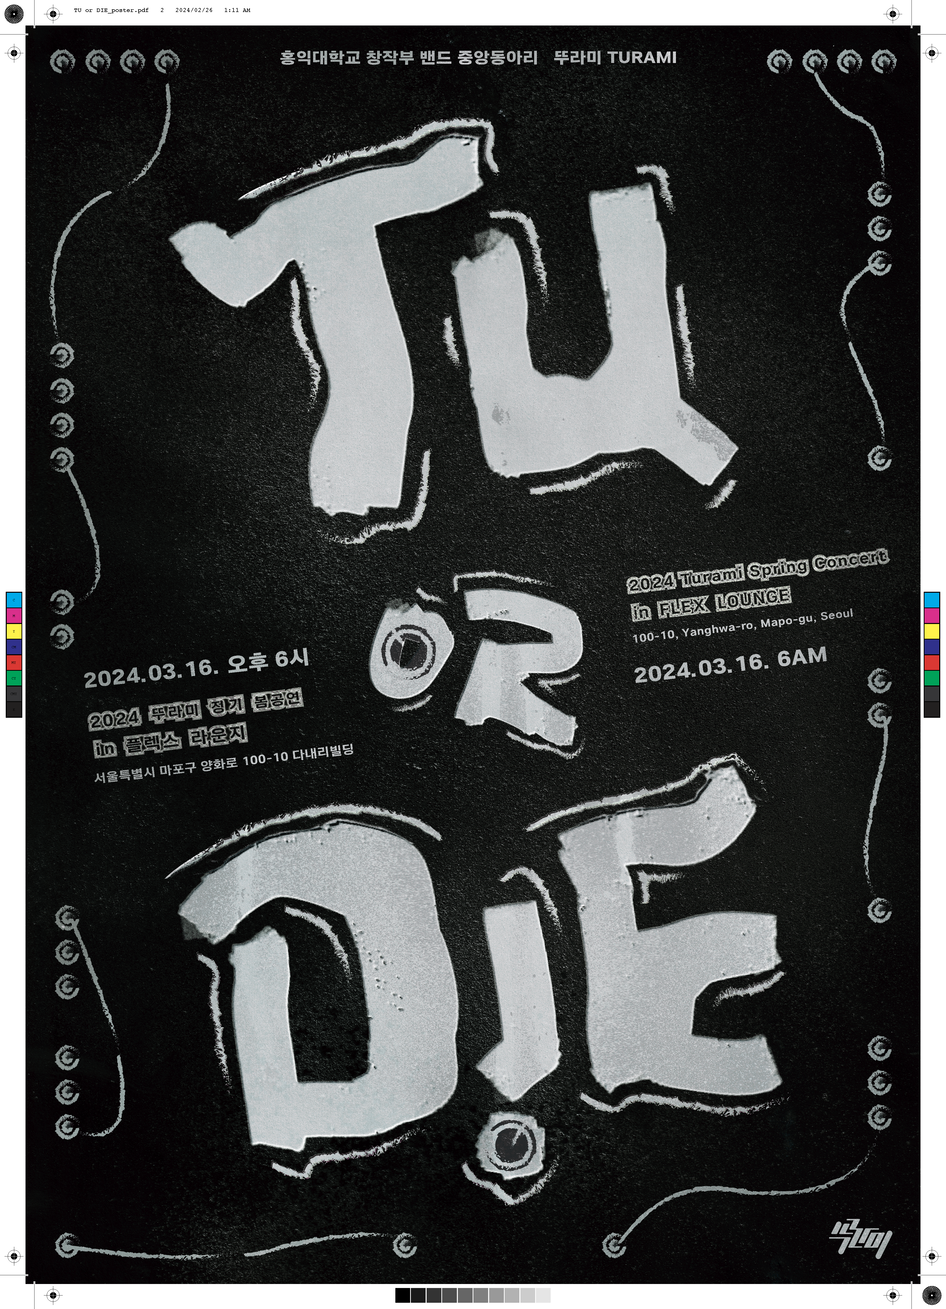 TU or DIE_poster.pdf 2 2024/02/26 1:11 AM
홍익대학교 창작부 밴드 중앙동아리 뚜라미 TURAMI
TU
OR
2024 Turami Spring Concert
in FLEX LOUNGE
100-10, Yanghwa-ro, Mapo-gu, Seoul
2024.03.16. 6AM
2024.03.16. 오후 6시
2024 뚜라미 정기 봄공연
in 플렉스 라운지
서울특별시 마포구 양화로 100-10 다내리빌딩
DIE
뚜라미